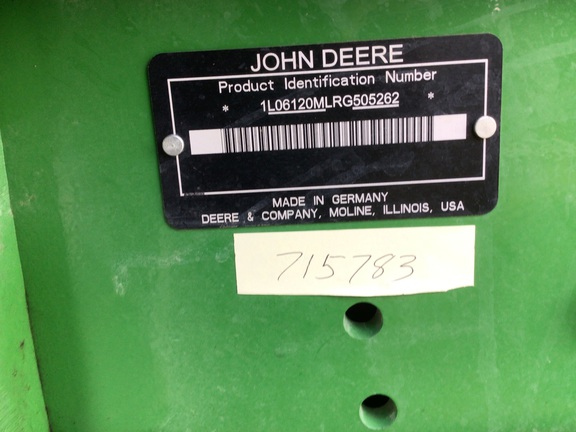 JOHN DEERE
Product Identification Number
* 1L06120MLRG505262 *
MADE IN GERMANY
DEERE & COMPANY, MOLINE, ILLINOIS, USA
715783